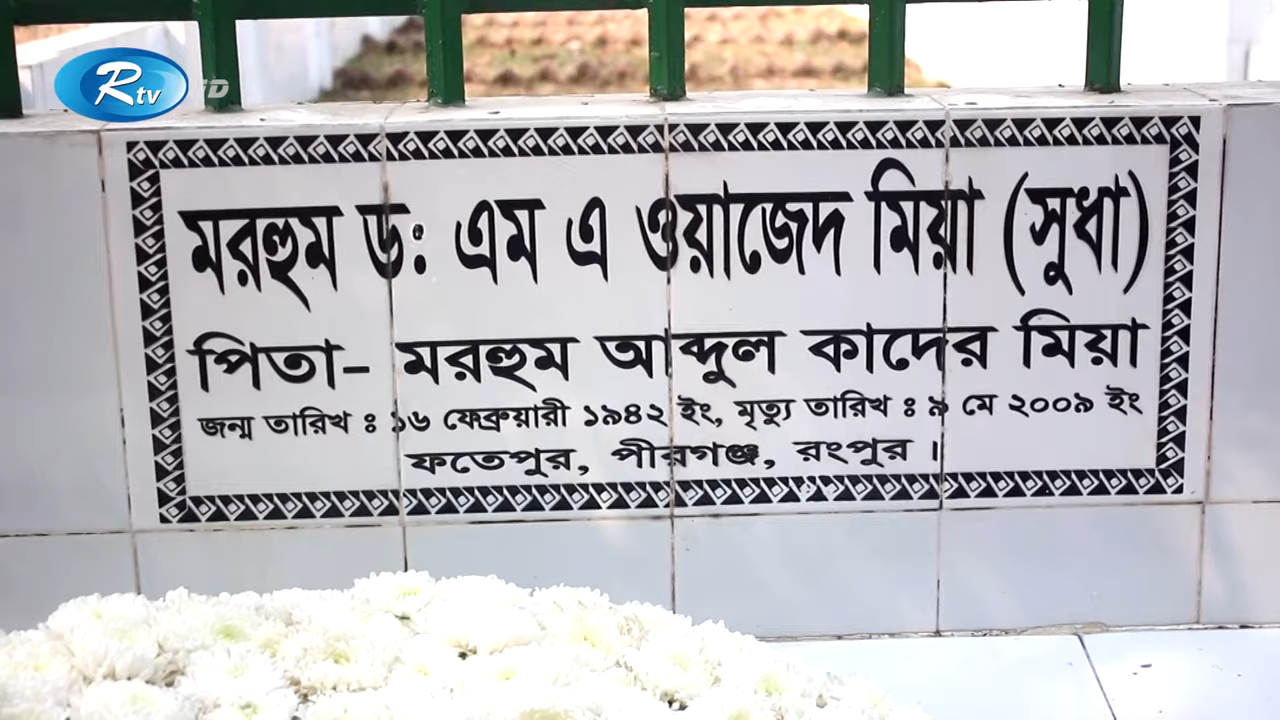 Rtv HD
মরহুম ড: এম এ ওয়াজেদ মিয়া (সুধা)
পিতা- মরহুম আব্দুল কাদের মিয়া
জন্ম তারিখ : ১৬ ফেব্রুয়ারী ১৯৪২ ইং, মৃত্যু তারিখ : ৯ মে ২০০৯ ইং
ফতেপুর, পীরগঞ্জ, রংপুর।